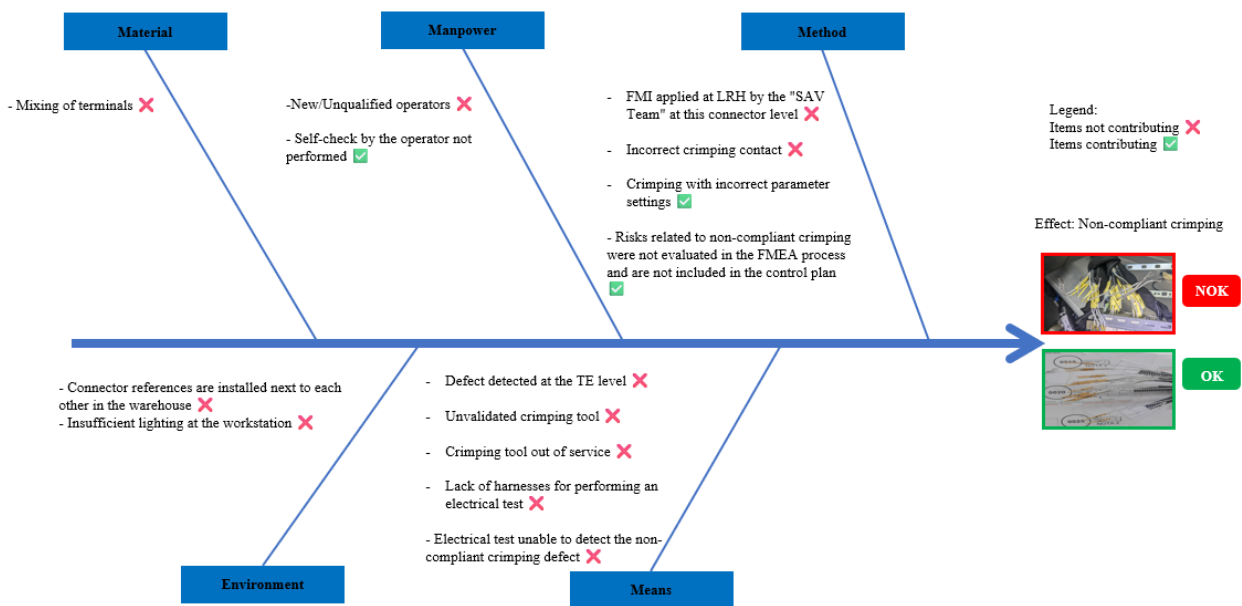 Material
Manpower
Method
- Mixing of terminals ❌
-New/Unqualified operators ❌
- Self-check by the operator not
performed ✅
- FMI applied at LRH by the "SAV
Team" at this connector level ❌
- Incorrect crimping contact ❌
- Crimping with incorrect parameter
settings ✅
- Risks related to non-compliant crimping
were not evaluated in the FMEA process
and are not included in the control plan
✅
Legend:
Items not contributing ❌
Items contributing ✅
Effect: Non-compliant crimping
NOK
OK
- Connector references are installed next to each
other in the warehouse ❌
- Insufficient lighting at the workstation ❌
- Defect detected at the TE level ❌
- Unvalidated crimping tool ❌
- Crimping tool out of service ❌
- Lack of harnesses for performing an
electrical test ❌
- Electrical test unable to detect the non-
compliant crimping defect ❌
Environment
Means